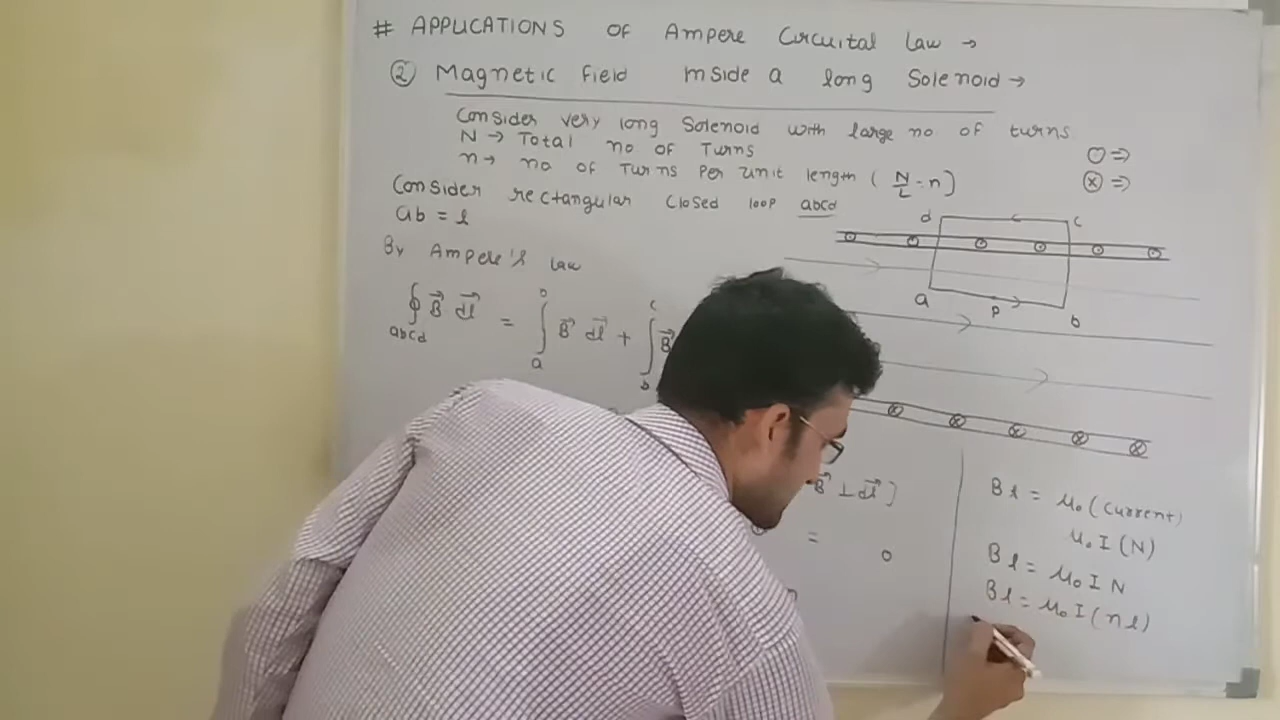 # APPLICATIONS OF Ampere Circuital Law →
② Magnetic field inside a long Solenoid →
Consider very long Solenoid with large no of turns
N → Total no of Turns
n → no of Turns per unit length ( N/L = n )
⊙ ⇒
ⓧ ⇒
Consider rectangular closed loop abcd
ab = l
d c
a P b
By Ampere's law
∮abcd B⃗ dl⃗ = ∫ₐᵇ B⃗ dl⃗ + ∫b^c B⃗
B⃗ ⊥ dl⃗ ]
= 0
B l = μ₀ ( current )
μ₀ I (N)
B l = μ₀ I N
B l = μ₀ I ( n l )